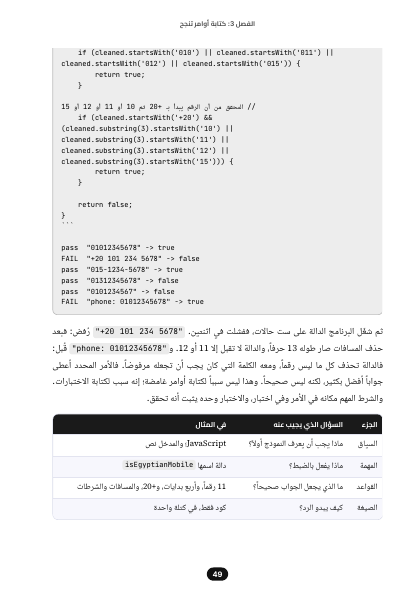 الفصل 3: كتابة أوامر تنجح
if (cleaned.startsWith('010') || cleaned.startsWith('011') ||
cleaned.startsWith('012') || cleaned.startsWith('015')) {
return true;
}
// المحقق من أن الرقم يبدأ بـ +20 ثم 10 أو 11 أو 12 أو 15
if (cleaned.startsWith('+20') &&
(cleaned.substring(3).startsWith('10') ||
cleaned.substring(3).startsWith('11') ||
cleaned.substring(3).startsWith('12') ||
cleaned.substring(3).startsWith('15'))) {
return true;
}
return false;
}
```
pass "01012345678" -> true
FAIL "+20 101 234 5678" -> false
pass "015-1234-5678" -> true
pass "01312345678" -> false
pass "0101234567" -> false
FAIL "phone: 01012345678" -> true
ثم شغّل البرنامج الدالة على ست حالات، ففشلت في اثنتين. "+20 101 234 5678" رُفض: فبعد
حذف المسافات صار طوله 13 حرفاً، والدالة لا تقبل إلا 11 أو 12. و "phone: 01012345678" قُبل:
فالدالة تحذف كل ما ليس رقماً، ومعه الكلمة التي كان يجب أن تجعله مرفوضاً. فالأمر المحدد أعطى
جواباً أفضل بكثير، لكنه ليس صحيحاً. وهذا ليس سبباً لكتابة أوامر غامضة؛ إنه سبب لكتابة الاختبارات.
والشرط المهم مكانه في الأمر وفي اختبار، والاختبار وحده يثبت أنه تحقق.
الجزء السؤال الذي يجيب عنه في المثال
السياق ماذا يجب أن يعرف النموذج أولاً؟ JavaScript؛ والمدخل نص
المهمة ماذا يفعل بالضبط؟ دالة اسمها isEgyptianMobile
القواعد ما الذي يجعل الجواب صحيحاً؟ 11 رقماً، وأربع بدايات، و+20، والمسافات والشرطات
الصيغة كيف يبدو الرد؟ كود فقط، في كتلة واحدة
49